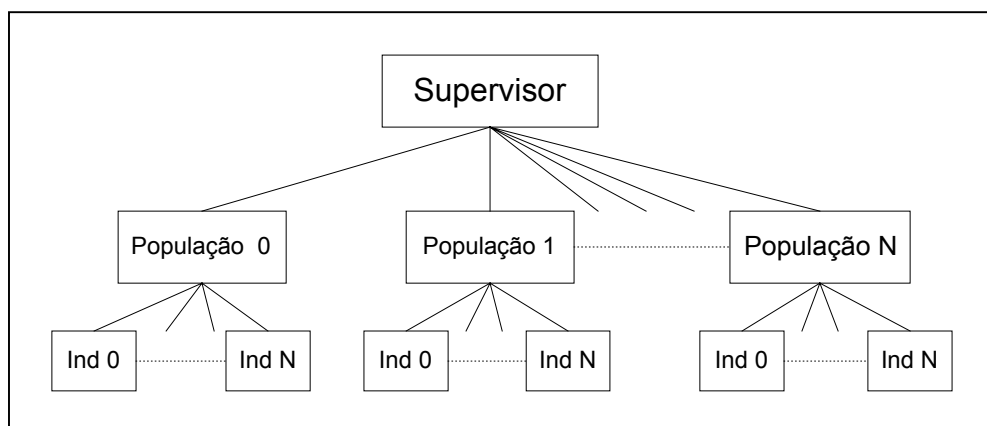 Supervisor
População 0
População 1
População N
Ind 0
Ind N
Ind 0
Ind N
Ind 0
Ind N